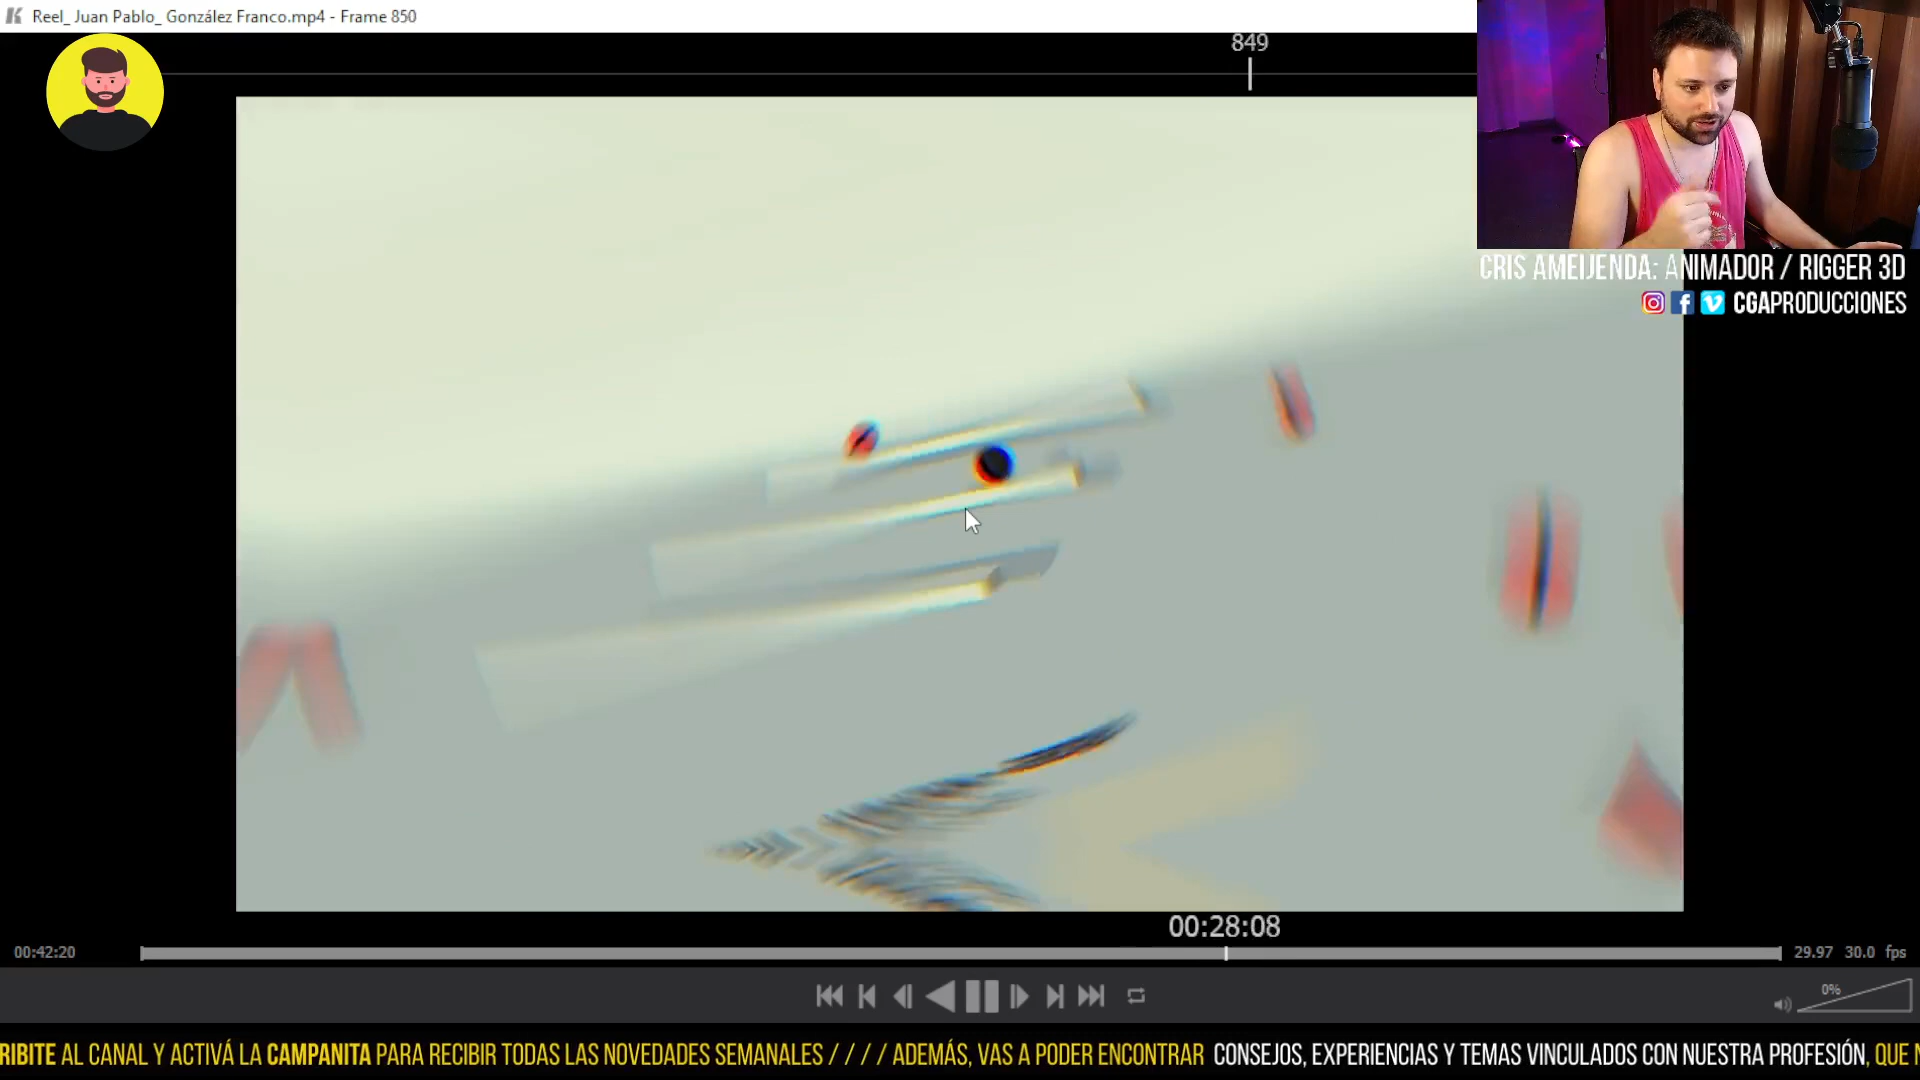 Reel_ Juan Pablo_ González Franco.mp4 - Frame 850
849
CRIS AMEIJENDA: ANIMADOR / RIGGER 3D
CGAPRODUCCIONES
00:28:08
00:42:20
29.97 30.0 fps
0%
RIBITE AL CANAL Y ACTIVÁ LA CAMPANITA PARA RECIBIR TODAS LAS NOVEDADES SEMANALES / / / / ADEMÁS, VAS A PODER ENCONTRAR CONSEJOS, EXPERIENCIAS Y TEMAS VINCULADOS CON NUESTRA PROFESIÓN, QUE